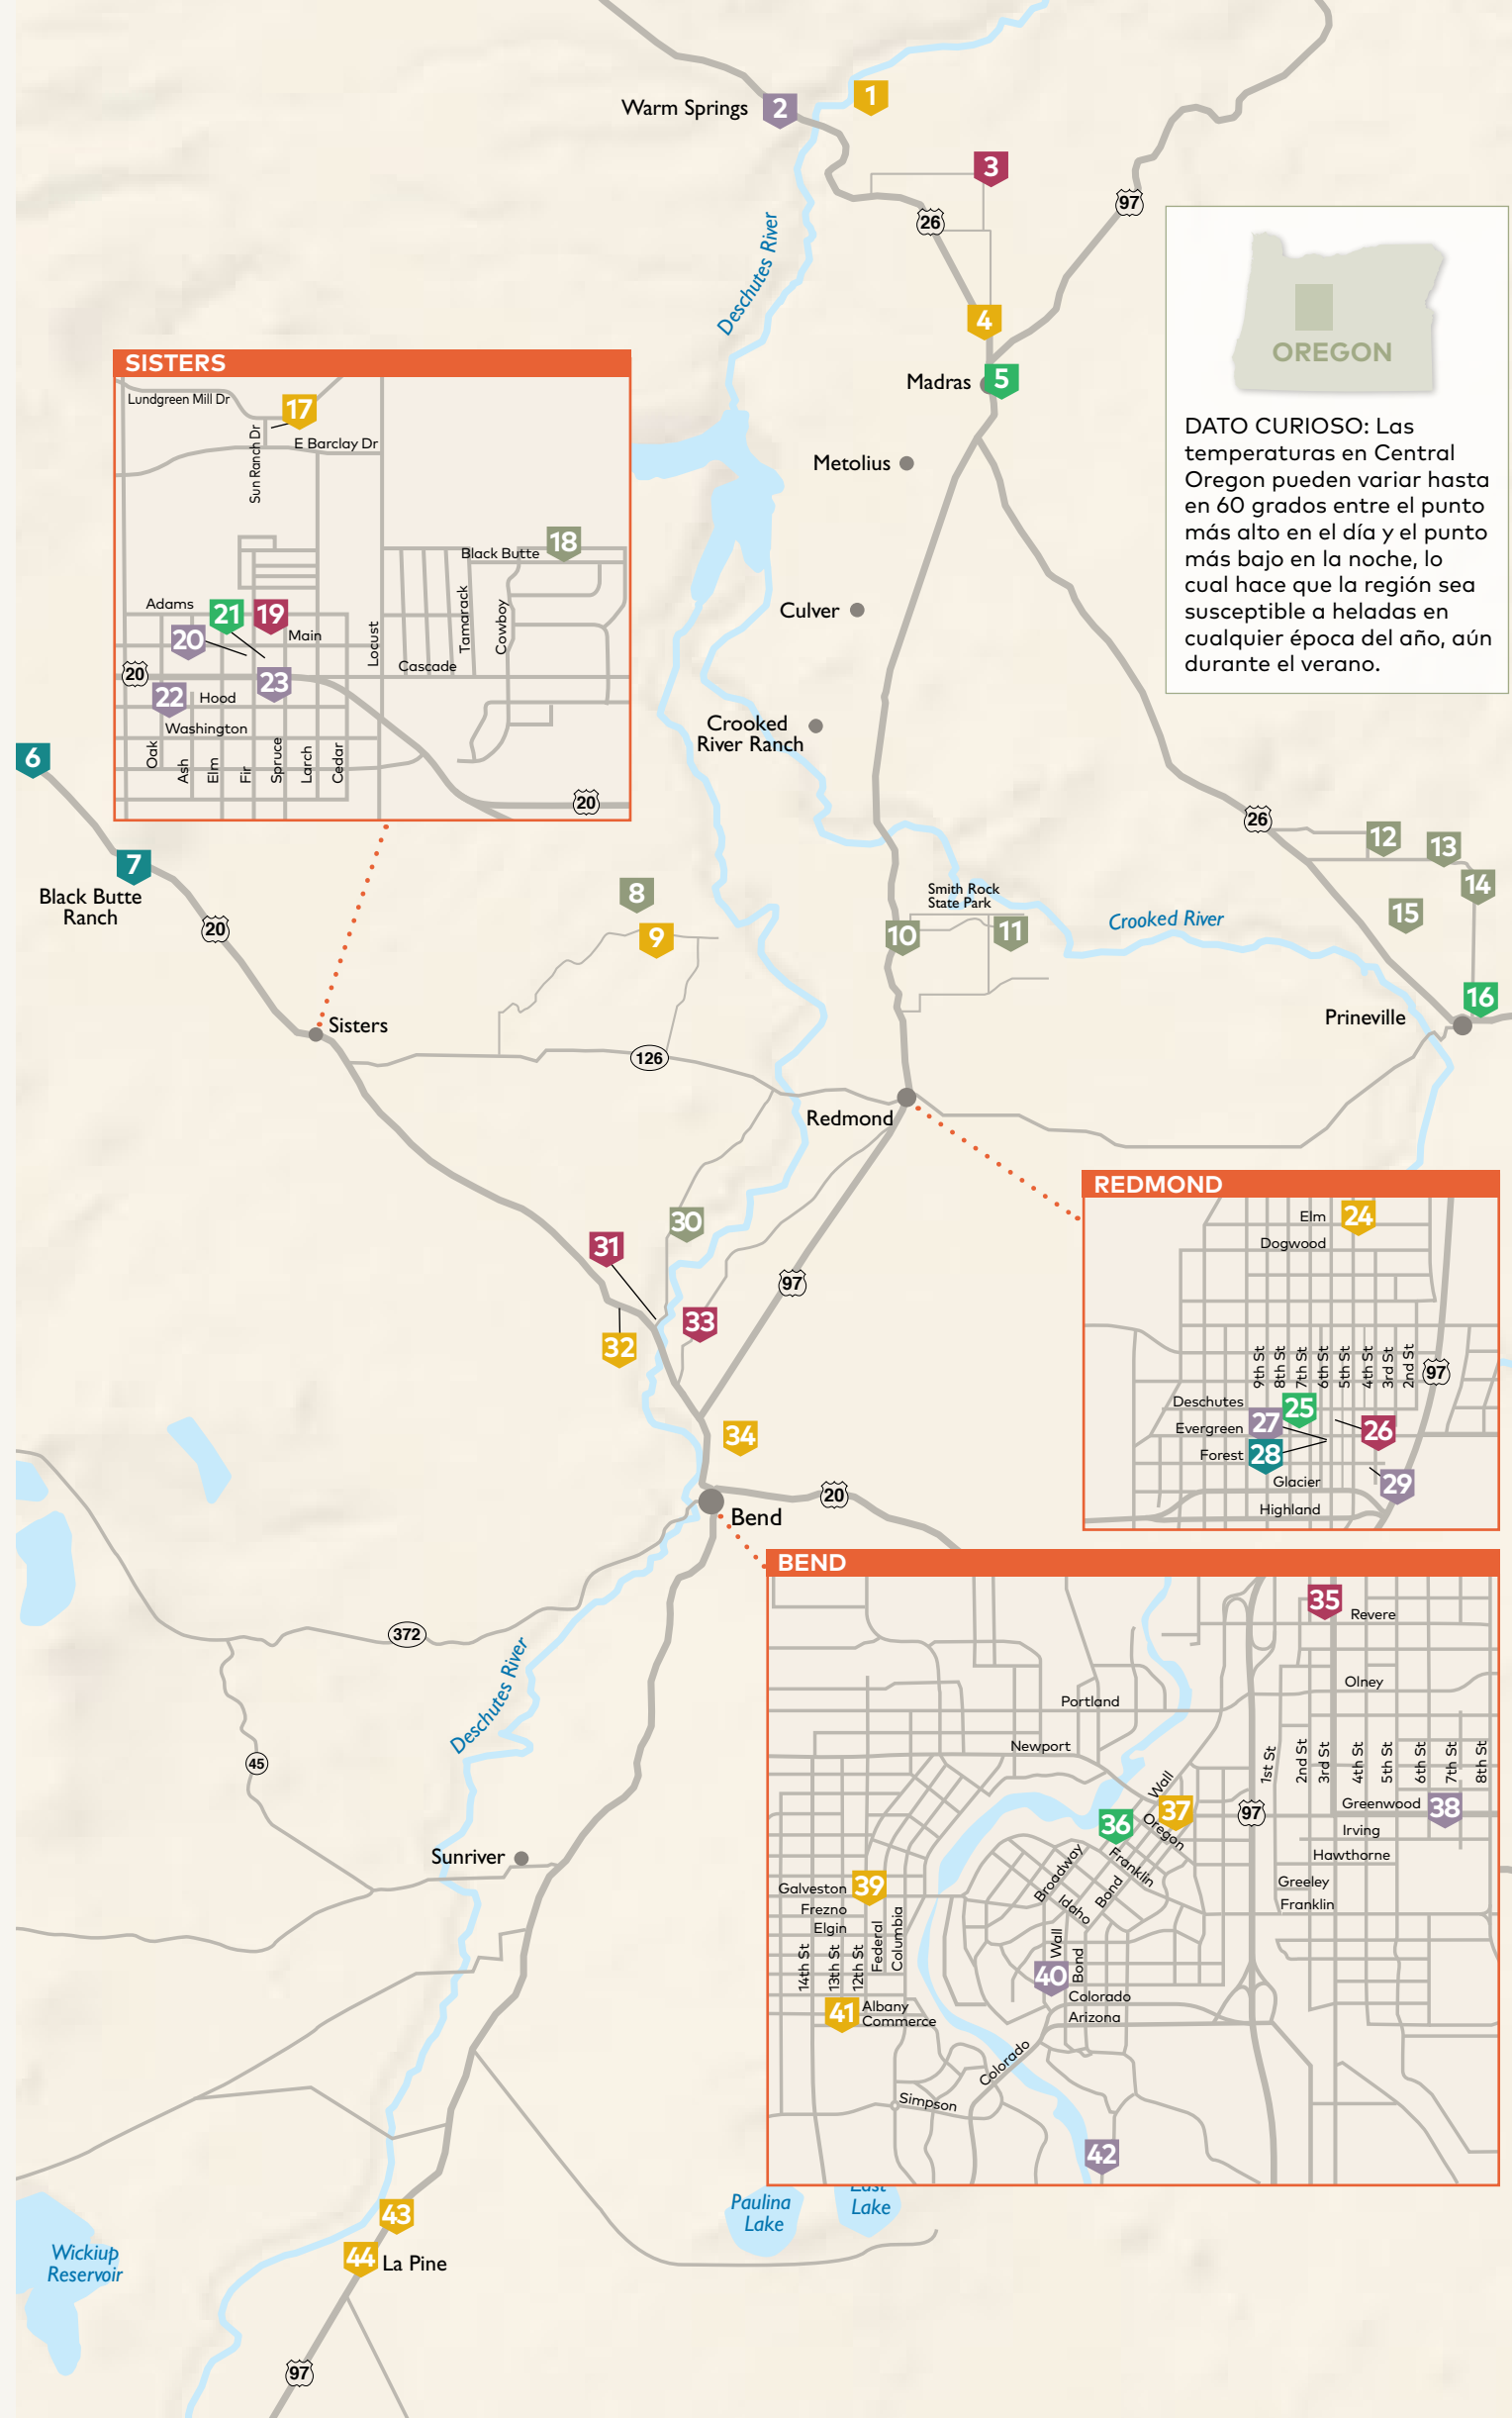 Warm Springs
2
1
3
26
97
Deschutes River
4
Madras
5
Metolius
Culver
Crooked
River Ranch
OREGON
DATO CURIOSO: Las
temperaturas en Central
Oregon pueden variar hasta
en 60 grados entre el punto
más alto en el día y el punto
más bajo en la noche, lo
cual hace que la región sea
susceptible a heladas en
cualquier época del año, aún
durante el verano.
SISTERS
Lundgreen Mill Dr
17
Sun Ranch Dr
E Barclay Dr
18
Black Butte
Adams
21
19
20
Main
Locust
Tamarack
Cowboy
Cascade
20
23
22
Hood
Washington
Oak
Ash
Elm
Fir
Spruce
Larch
Cedar
20
6
7
Black Butte
Ranch
20
Sisters
8
9
126
Smith Rock
State Park
10
11
Crooked River
26
12
13
14
15
16
Prineville
Redmond
30
31
32
33
97
34
Bend
20
REDMOND
Elm
24
Dogwood
9th St
8th St
7th St
6th St
5th St
4th St
3rd St
2nd St
97
Deschutes
25
Evergreen
27
26
Forest
28
Glacier
29
Highland
372
Deschutes River
45
Sunriver
BEND
35
Revere
Olney
Portland
Newport
1st St
2nd St
3rd St
4th St
5th St
6th St
7th St
8th St
Wall
37
36
Oregon
97
Greenwood
38
Irving
Hawthorne
Greeley
Franklin
Broadway
Franklin
Idaho
Bond
Galveston
39
Frezno
Elgin
14th St
13th St
12th St
Federal
Columbia
Wall
Bond
40
Colorado
Arizona
41
Albany
Commerce
Colorado
Simpson
42
Paulina
Lake
East
Lake
43
44
La Pine
Wickiup
Reservoir
97